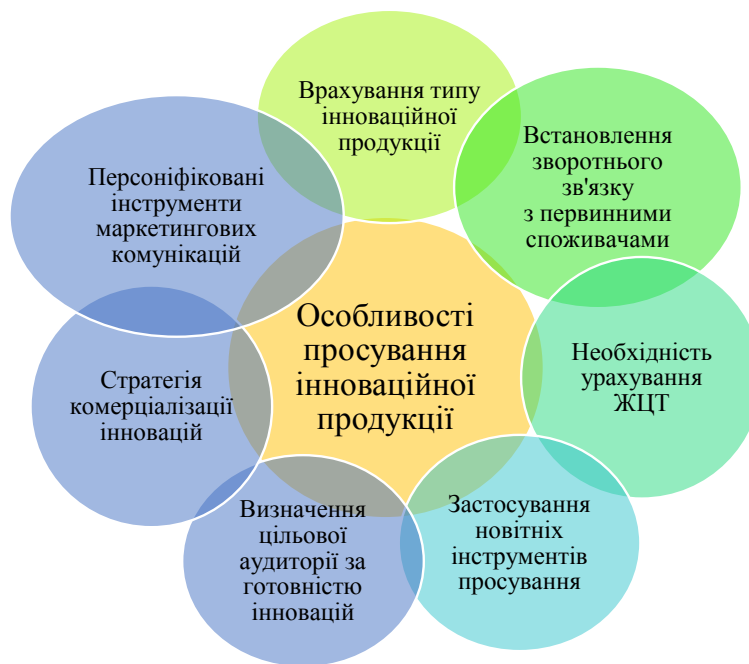 Врахування типу
інноваційної
продукції
Встановлення
зворотнього
зв'язку
з первинними
споживачами
Необхідність
урахування
ЖЦТ
Застосування
новітніх
інструментів
просування
Визначення
цільової
аудиторії за
готовністю
інновацій
Стратегія
комерціалізації
інновацій
Персоніфіковані
інструменти
маркетингових
комунікацій
Особливості
просування
інноваційної
продукції